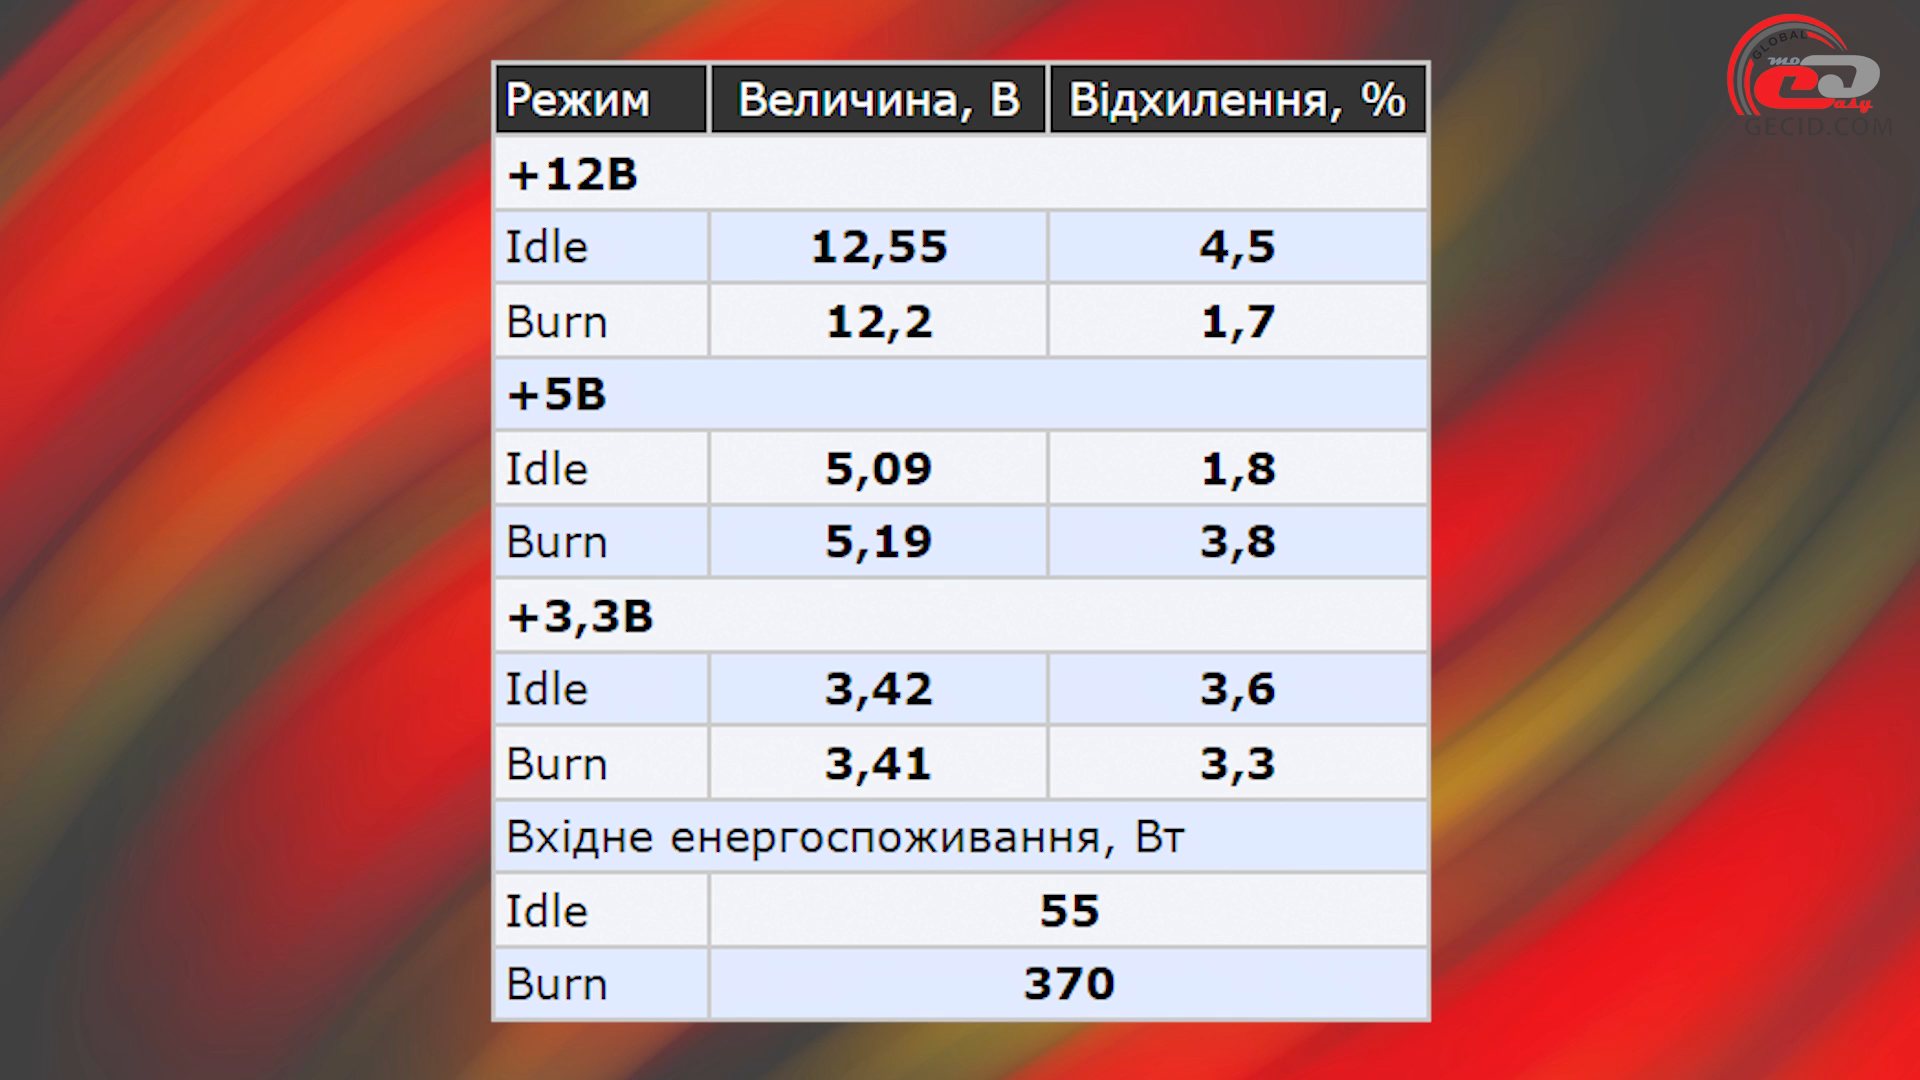 Режим Величина, В Відхилення, %
+12В
Idle 12,55 4,5
Burn 12,2 1,7
+5В
Idle 5,09 1,8
Burn 5,19 3,8
+3,3В
Idle 3,42 3,6
Burn 3,41 3,3
Вхідне енергоспоживання, Вт
Idle 55
Burn 370
GLOBAL
GECID.COM